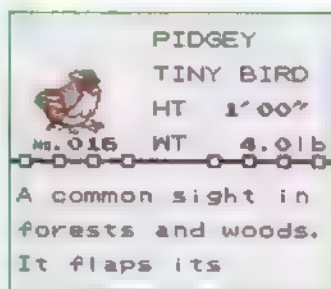 PIDGEY
TINY BIRD
HT 1'00"
No.016 WT 4.0lb
A common sight in
forests and woods.
It flaps its